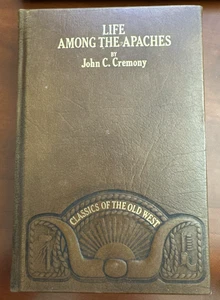 LIFE
AMONG THE APACHES
BY
John C. Cremony
CLASSICS OF THE OLD WEST